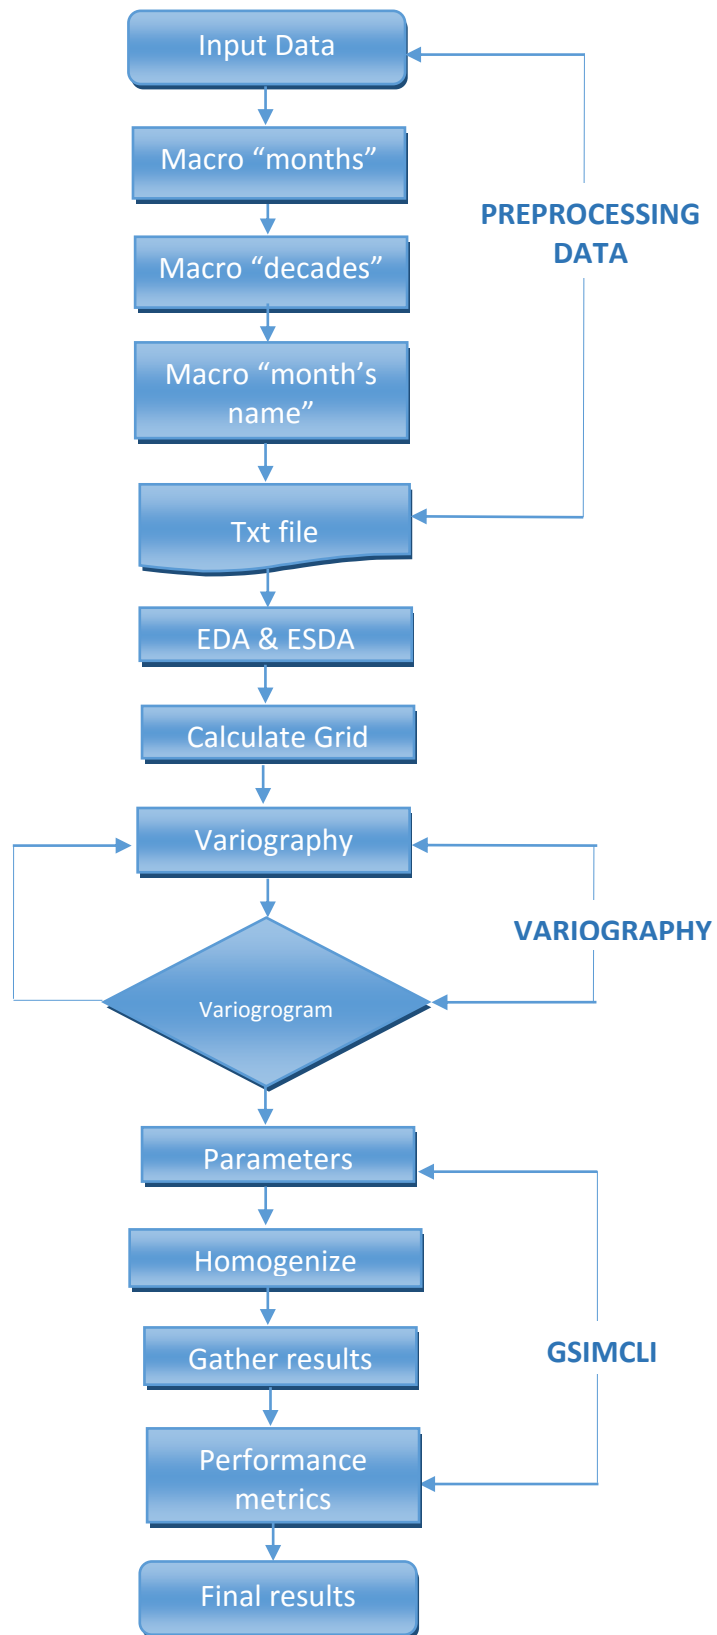 Input Data
Macro “months”
PREPROCESSING
DATA
Macro “decades”
Macro “month’s
name”
Txt file
EDA & ESDA
Calculate Grid
Variography
VARIOGRAPHY
Variogrogram
Parameters
Homogenize
GSIMCLI
Gather results
Performance
metrics
Final results